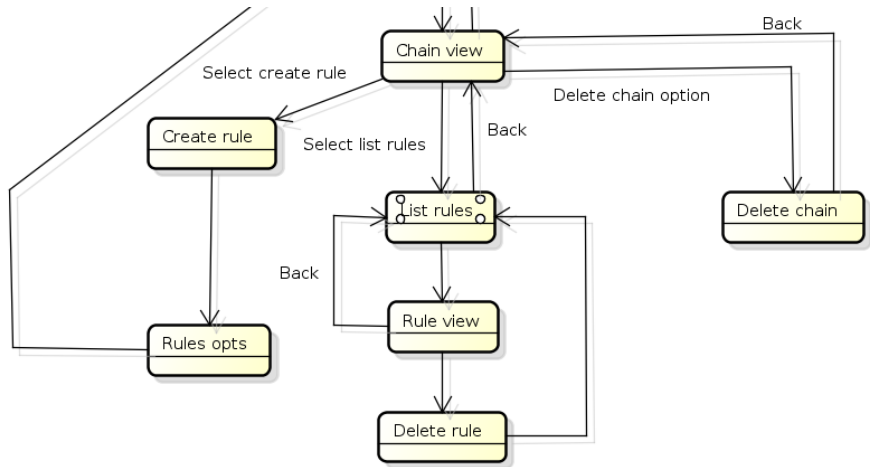 Back
Chain view
Select create rule
Delete chain option
Create rule
Select list rules
Back
List rules
Delete chain
Back
Rule view
Rules opts
Delete rule